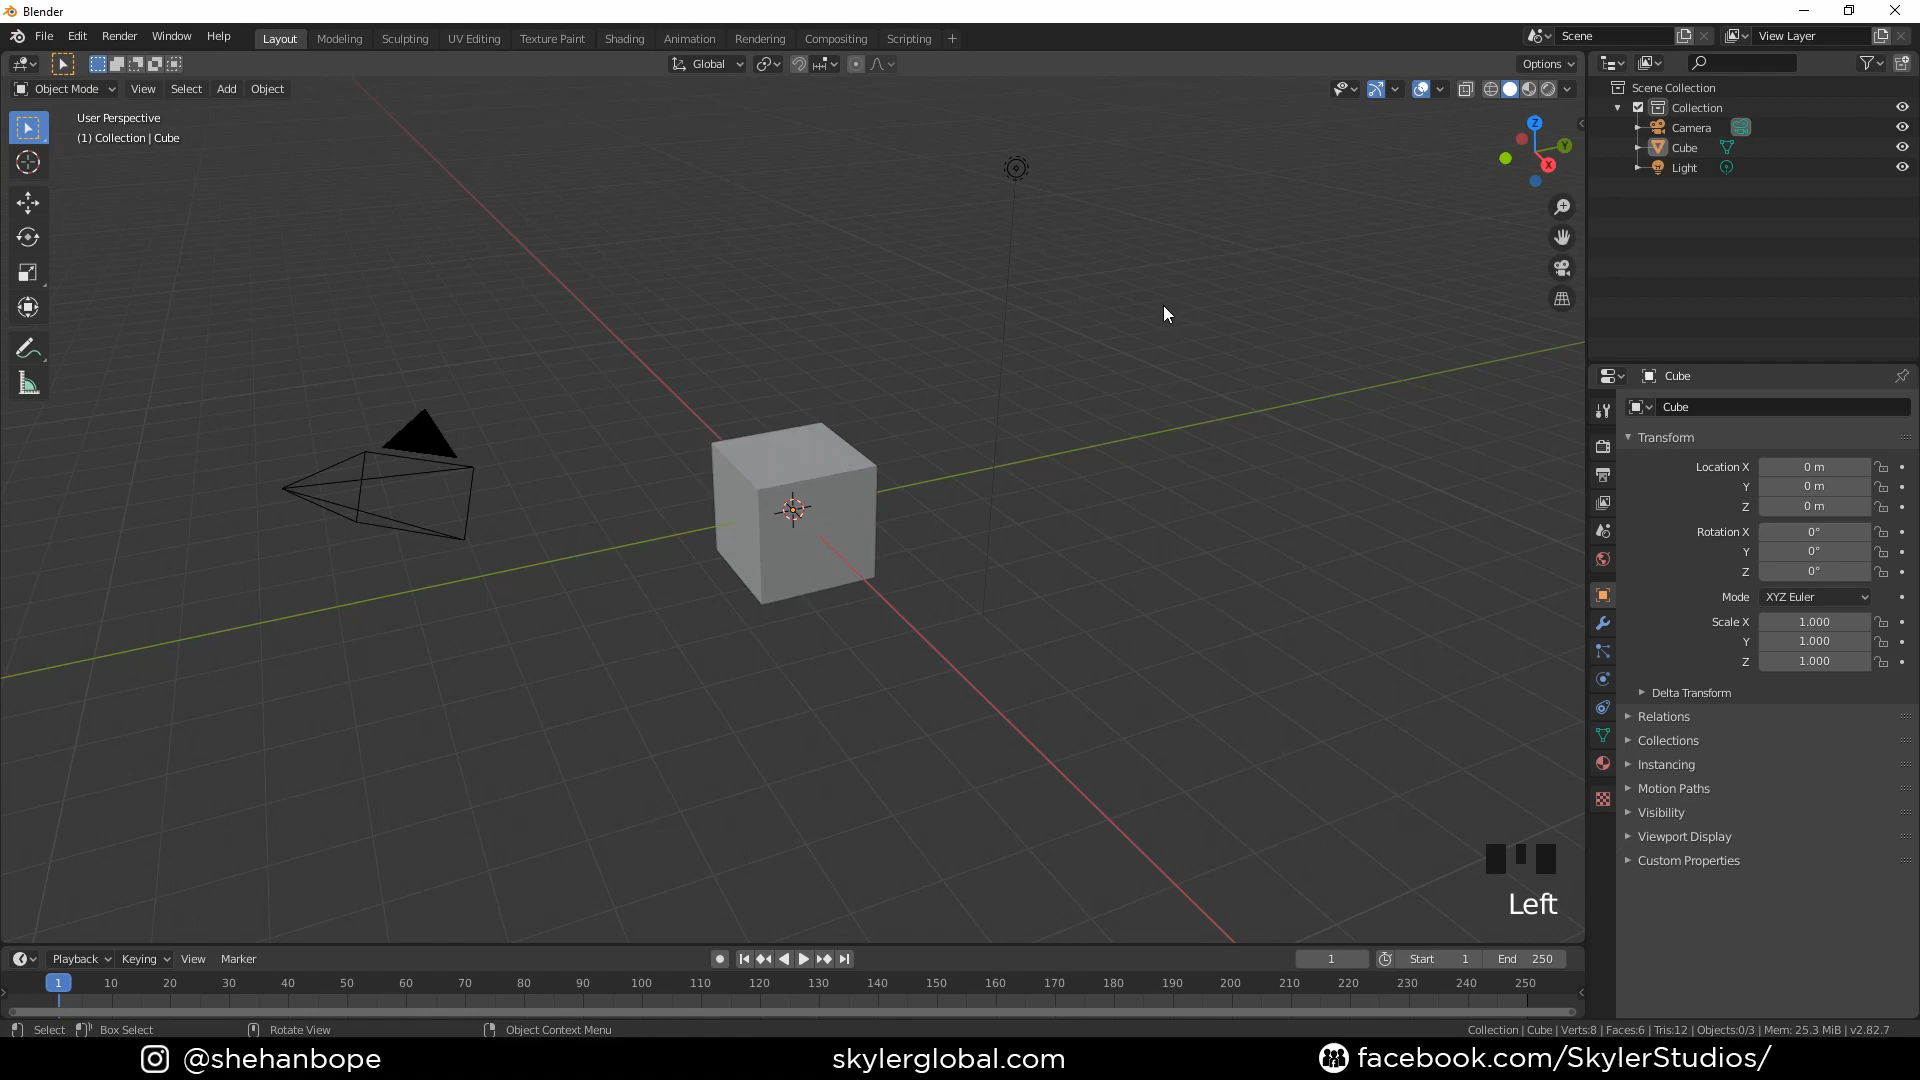 Blender
File Edit Render Window Help Layout Modeling Sculpting UV Editing Texture Paint Shading Animation Rendering Compositing Scripting + Scene View Layer
Global Options
Object Mode View Select Add Object
User Perspective
(1) Collection | Cube
Z
Y
X
Scene Collection
Collection
Camera
Cube
Light
Cube
Cube
Transform
Location X 0 m
Y 0 m
Z 0 m
Rotation X 0°
Y 0°
Z 0°
Mode XYZ Euler
Scale X 1.000
Y 1.000
Z 1.000
Delta Transform
Relations
Collections
Instancing
Motion Paths
Visibility
Viewport Display
Custom Properties
Left
Playback Keying View Marker 1 Start 1 End 250
1 10 20 30 40 50 60 70 80 90 100 110 120 130 140 150 160 170 180 190 200 210 220 230 240 250
Select Box Select Rotate View Object Context Menu Collection | Cube | Verts:8 | Faces:6 | Tris:12 | Objects:0/3 | Mem: 25.3 MiB | v2.82.7
@shehanbope skylerglobal.com facebook.com/SkylerStudios/